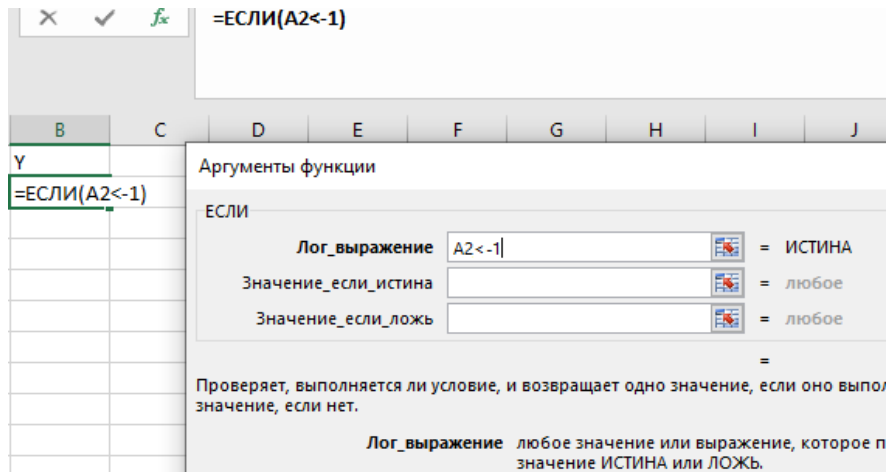 fx =ЕСЛИ(A2<-1)
B C D E F G H I J
Y
=ЕСЛИ(A2<-1)
Аргументы функции
ЕСЛИ
Лог_выражение A2<-1 = ИСТИНА
Значение_если_истина = любое
Значение_если_ложь = любое
=
Проверяет, выполняется ли условие, и возвращает одно значение, если оно
значение, если нет.
Лог_выражение любое значение или выражение, которое
значение ИСТИНА или ЛОЖЬ.